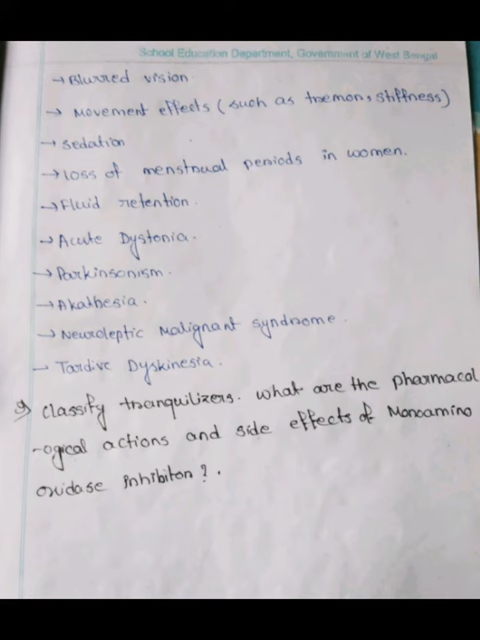 School Education Department, Government of West Bengal
→ Blurred vision
→ Movement effects (such as tremor, stiffness)
→ sedation
→ Loss of menstrual periods in women.
→ Fluid retention.
→ Acute Dystonia.
→ Parkinsonism.
→ Akathesia.
→ Neuroleptic Malignant syndrome.
→ Tardive Dyskinesia.
9) Classify tranquilizers. What are the pharmacol
-ogical actions and side effects of Monoamino
oxidase Inhibitor?.